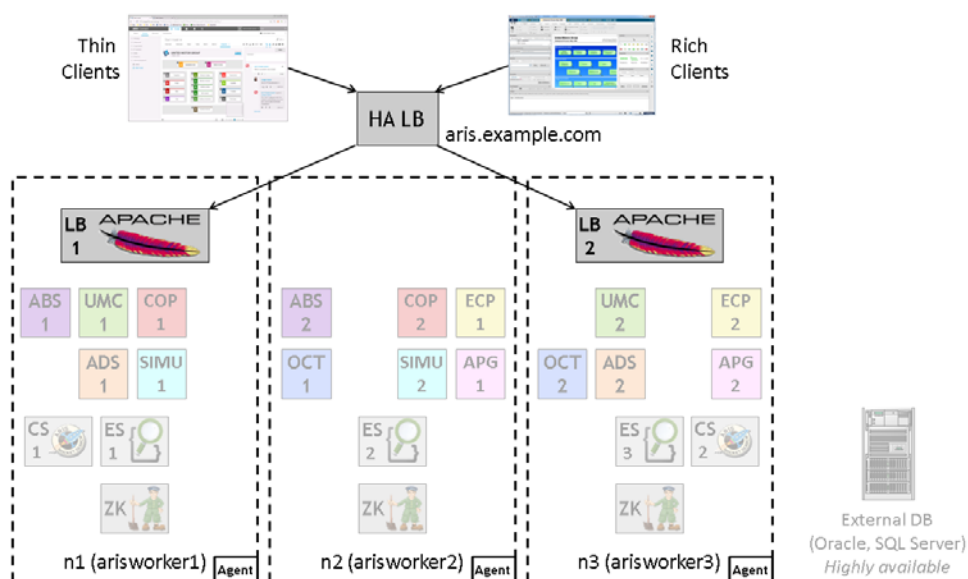 Thin
Clients
Rich
Clients
HA LB
aris.example.com
LB
1
APACHE
LB
2
APACHE
ABS
1
UMC
1
COP
1
ABS
2
COP
2
ECP
1
UMC
2
ECP
2
ADS
1
SIMU
1
OCT
1
SIMU
2
APG
1
OCT
2
ADS
2
APG
2
CS
1
ES
1
ES
2
ES
3
CS
2
ZK
ZK
ZK
External DB
(Oracle, SQL Server)
Highly available
n1 (arisworker1)
Agent
n2 (arisworker2)
Agent
n3 (arisworker3)
Agent